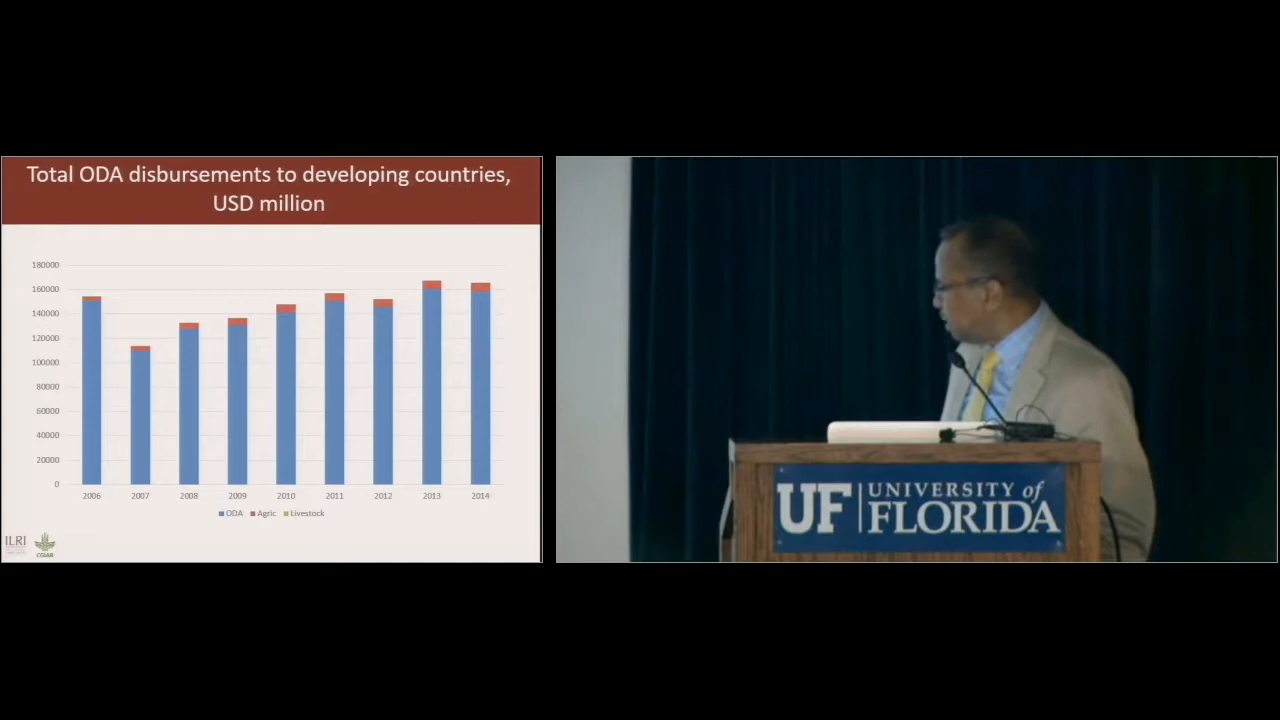 Total ODA disbursements to developing countries,
USD million
180000
160000
140000
120000
100000
80000
60000
40000
20000
0
2006 2007 2008 2009 2010 2011 2012 2013 2014
ODA Agric Livestock
ILRI
CGIAR
UF UNIVERSITY of
FLORIDA